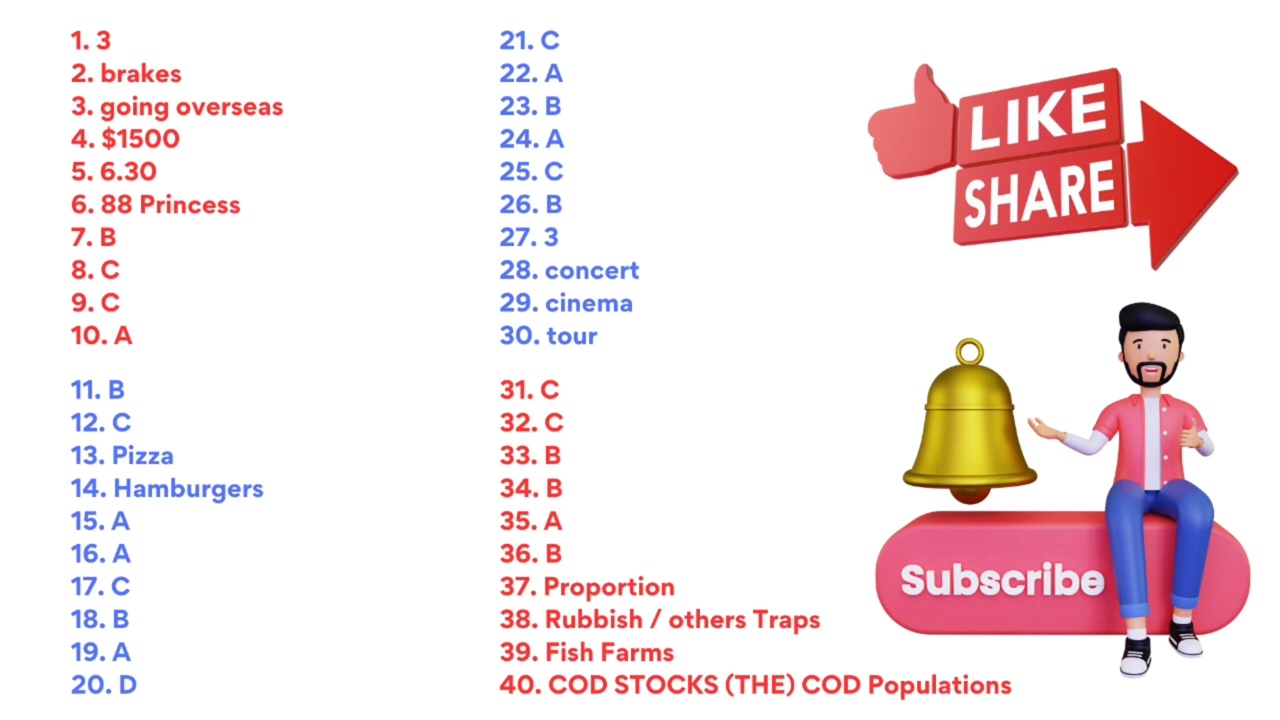 1. 3
2. brakes
3. going overseas
4. $1500
5. 6.30
6. 88 Princess
7. B
8. C
9. C
10. A
11. B
12. C
13. Pizza
14. Hamburgers
15. A
16. A
17. C
18. B
19. A
20. D
21. C
22. A
23. B
24. A
25. C
26. B
27. 3
28. concert
29. cinema
30. tour
31. C
32. C
33. B
34. B
35. A
36. B
37. Proportion
38. Rubbish / others Traps
39. Fish Farms
40. COD STOCKS (THE) COD Populations
LIKE
SHARE
Subscribe